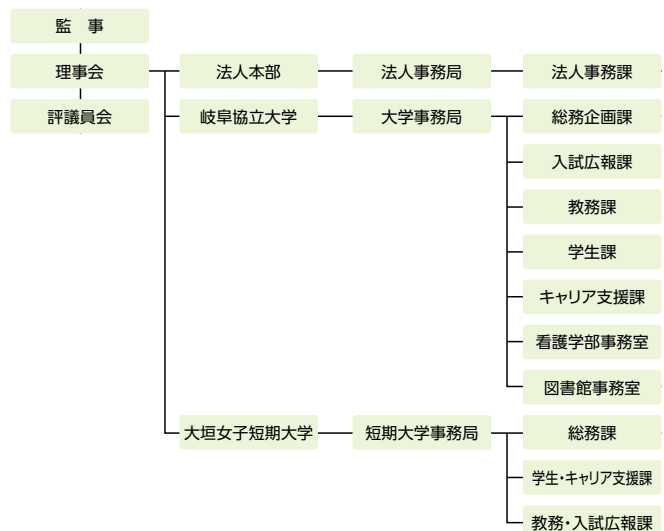 監　事
理事会
法人本部
法人事務局
法人事務課
評議員会
岐阜協立大学
大学事務局
総務企画課
入試広報課
教務課
学生課
キャリア支援課
看護学部事務室
図書館事務室
大垣女子短期大学
短期大学事務局
総務課
学生・キャリア支援課
教務・入試広報課